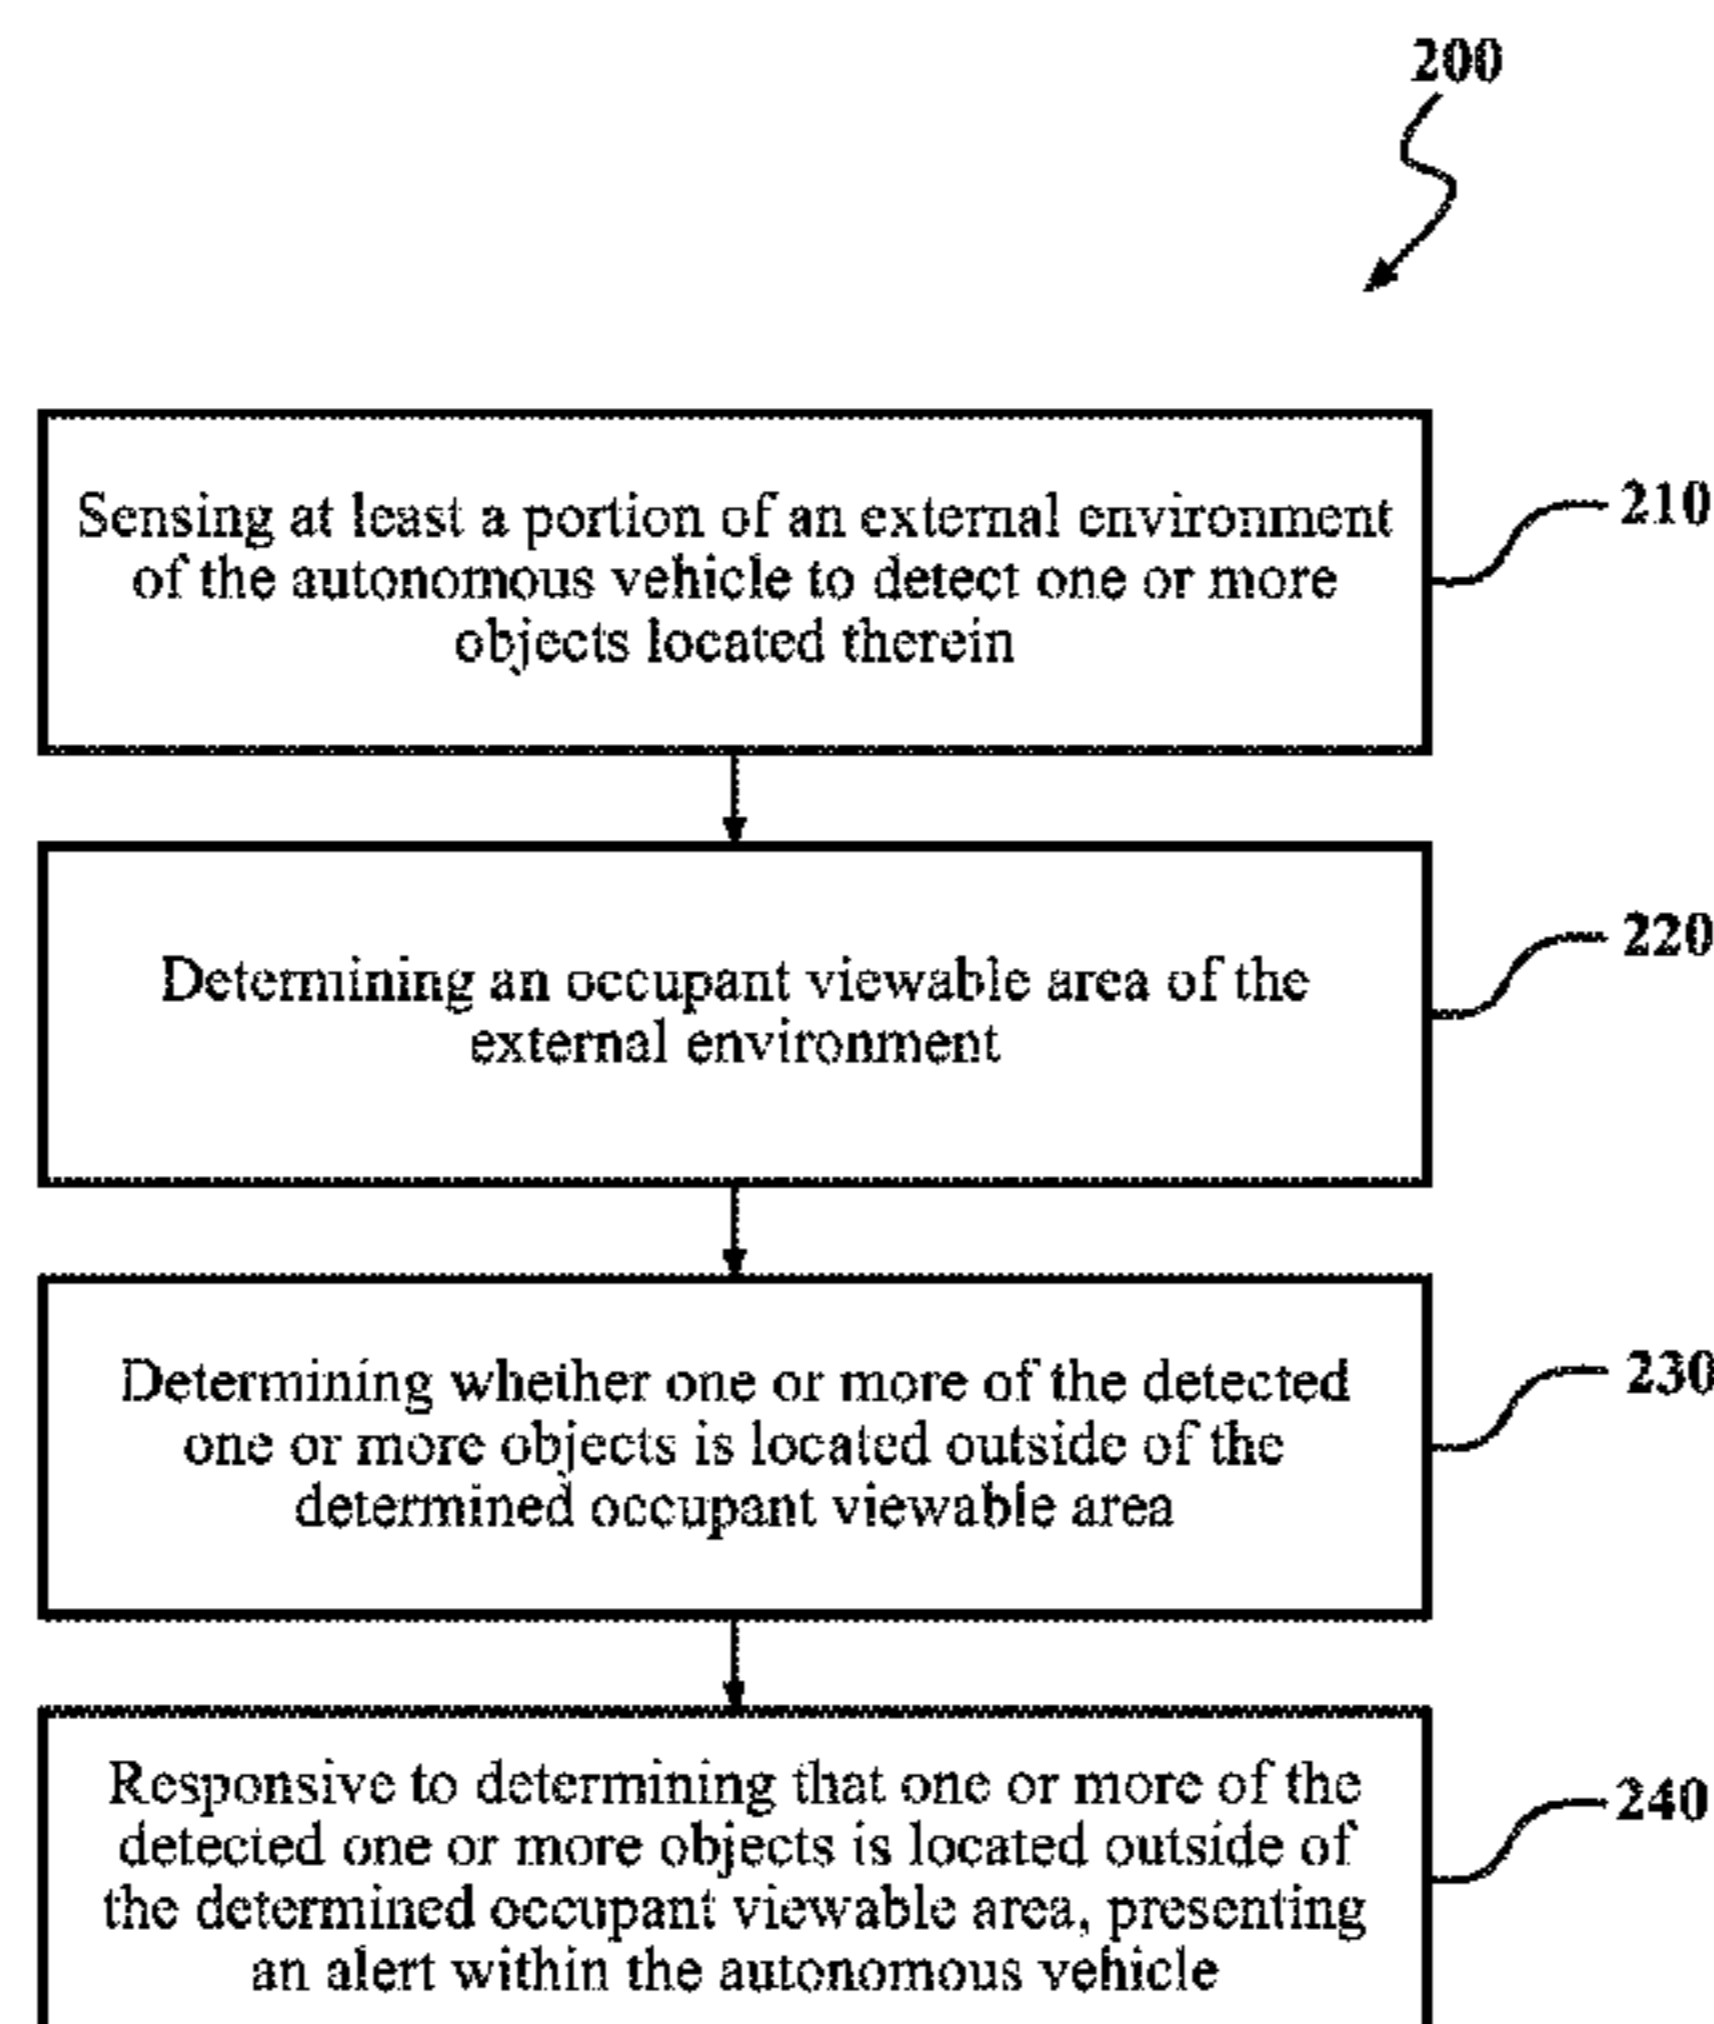 200
Sensing at least a portion of an external environment
of the autonomous vehicle to detect one or more
objects located therein
210
Determining an occupant viewable area of the
external environment
220
Determining whether one or more of the detected
one or more objects is located outside of the
determined occupant viewable area
230
Responsive to determining that one or more of the
detected one or more objects is located outside of
the determined occupant viewable area, presenting
an alert within the autonomous vehicle
240